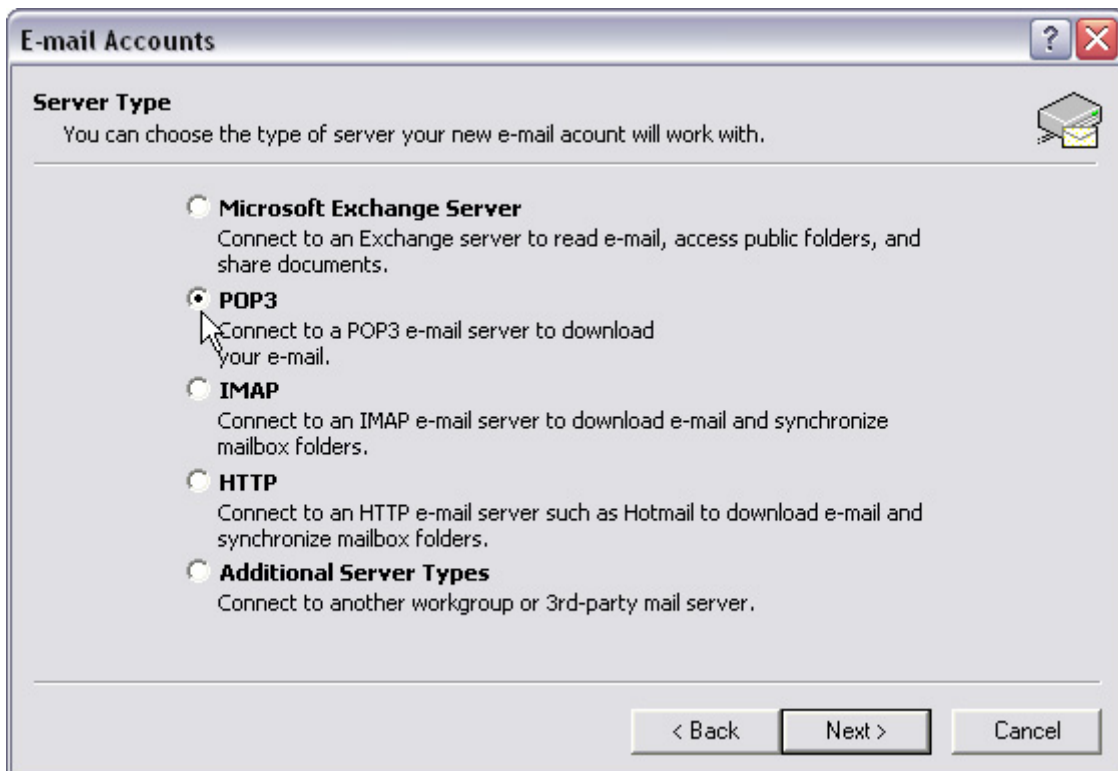 E-mail Accounts
Server Type
You can choose the type of server your new e-mail acount will work with.
Microsoft Exchange Server
Connect to an Exchange server to read e-mail, access public folders, and
share documents.
POP3
Connect to a POP3 e-mail server to download
your e-mail.
IMAP
Connect to an IMAP e-mail server to download e-mail and synchronize
mailbox folders.
HTTP
Connect to an HTTP e-mail server such as Hotmail to download e-mail and
synchronize mailbox folders.
Additional Server Types
Connect to another workgroup or 3rd-party mail server.
< Back Next > Cancel